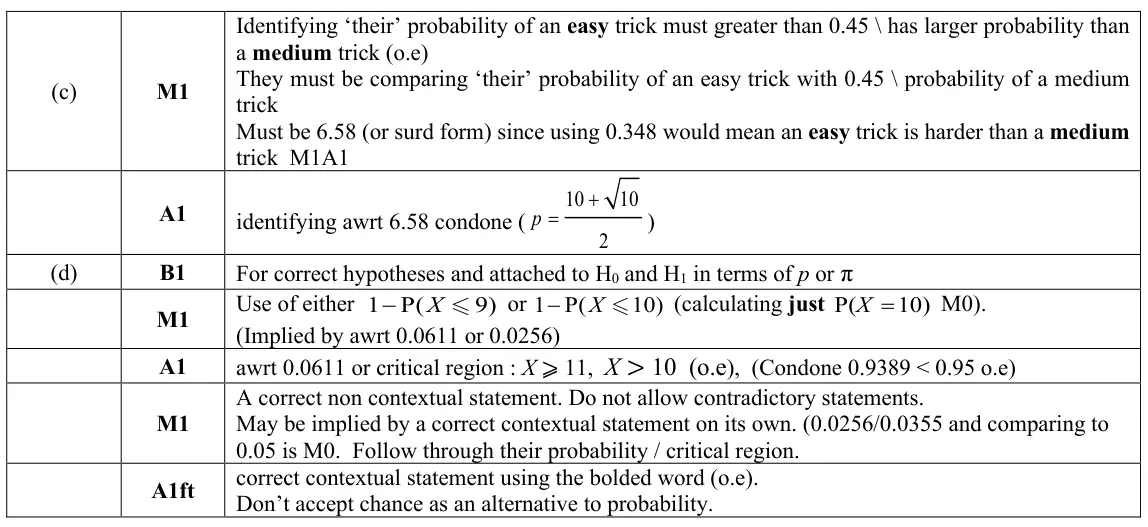 Identifying ‘their’ probability of an easy trick must greater than 0.45 \ has larger probability than
a medium trick (o.e)
They must be comparing ‘their’ probability of an easy trick with 0.45 \ probability of a medium
(c) M1
trick
Must be 6.58 (or surd form) since using 0.348 would mean an easy trick is harder than a medium
trick M1A1
A1 identifying awrt 6.58 condone ( p = (10 + √10)/2 )
(d) B1 For correct hypotheses and attached to H₀ and H₁ in terms of p or π
M1 Use of either 1 – P( X ⩽ 9) or 1 – P( X ⩽ 10) (calculating just P( X = 10) M0).
(Implied by awrt 0.0611 or 0.0256)
A1 awrt 0.0611 or critical region : X ⩾ 11, X > 10 (o.e), (Condone 0.9389 < 0.95 o.e)
A correct non contextual statement. Do not allow contradictory statements.
M1 May be implied by a correct contextual statement on its own. (0.0256/0.0355 and comparing to
0.05 is M0. Follow through their probability / critical region.
A1ft correct contextual statement using the bolded word (o.e).
Don’t accept chance as an alternative to probability.